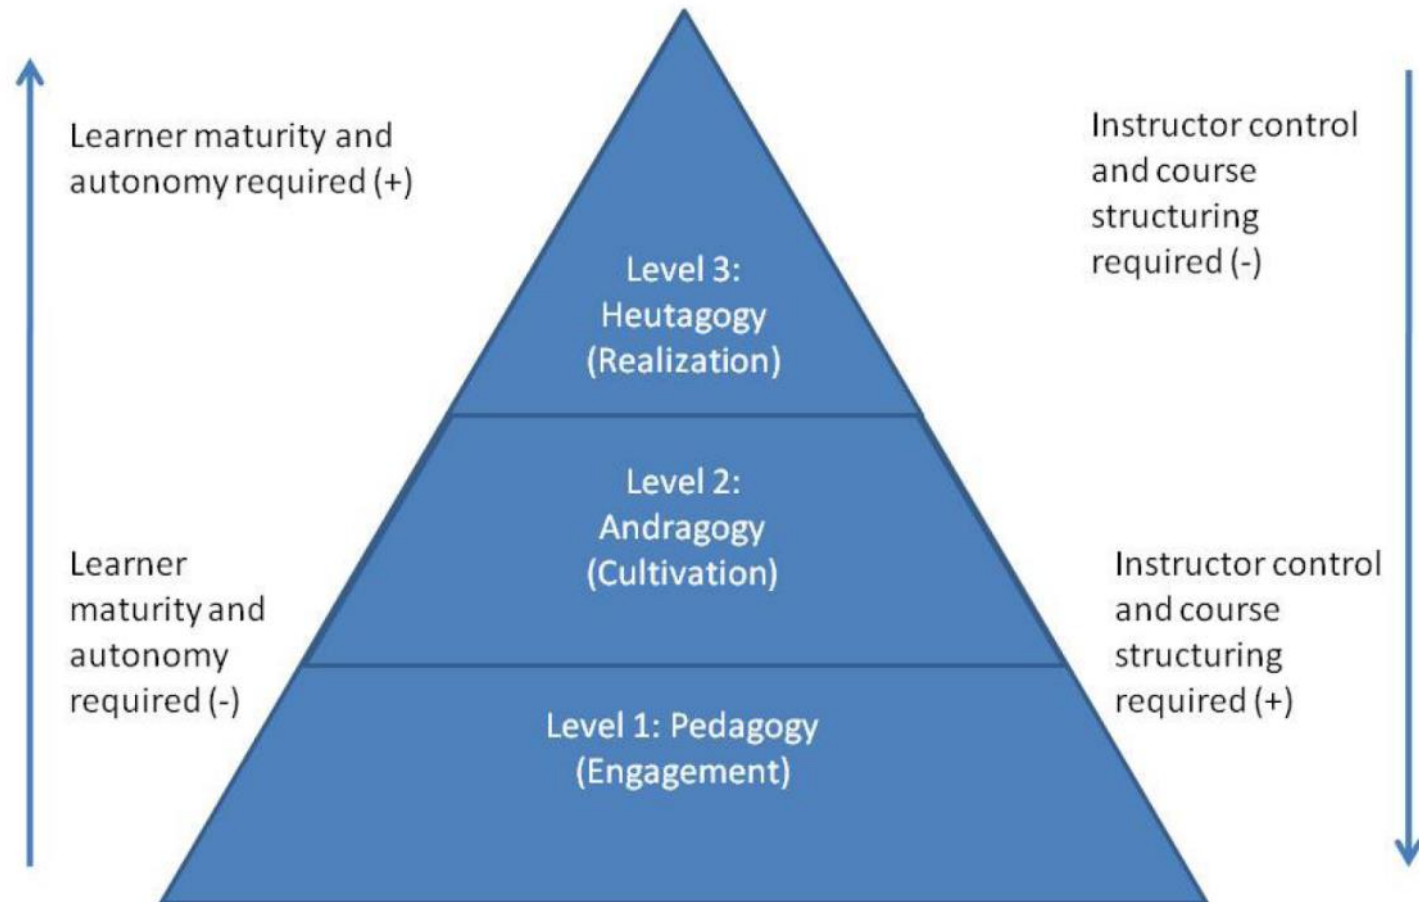 Learner maturity and
autonomy required (+)
Instructor control
and course
structuring
required (-)
Level 3:
Heutagogy
(Realization)
Level 2:
Andragogy
(Cultivation)
Learner
maturity and
autonomy
required (-)
Instructor control
and course
structuring
required (+)
Level 1: Pedagogy
(Engagement)